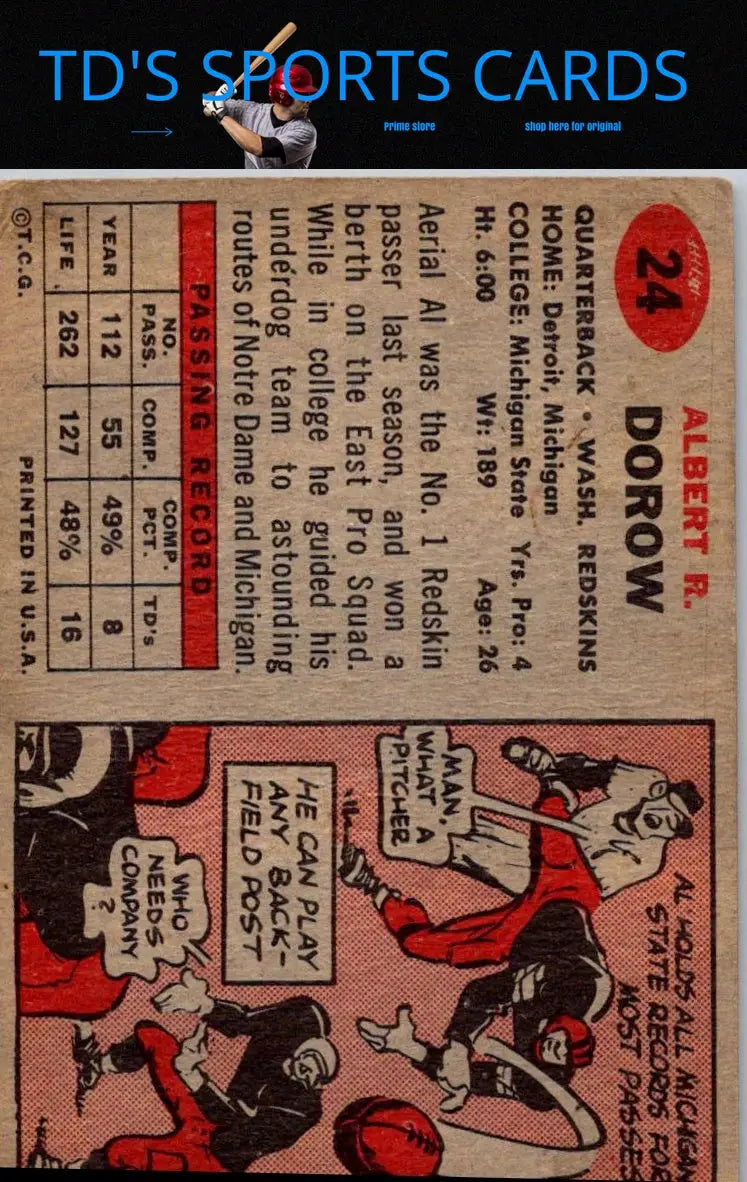 TD'S SPORTS CARDS
Prime store
shop here for original
24
ALBERT R.
DOROW
QUARTERBACK • WASH. REDSKINS
HOME: Detroit, Michigan
COLLEGE: Michigan State Yrs. Pro: 4
Ht. 6:00 Wt: 189 Age: 26
Aerial Al was the No. 1 Redskin
passer last season, and won a
berth on the East Pro Squad.
While in college he guided his
underdog team to astounding
routes of Notre Dame and Michigan.
PASSING RECORD
NO. PASS. COMP. COMP. PCT. TD's
YEAR 112 55 49% 8
LIFE 262 127 48% 16
©T.C.G. PRINTED IN U.S.A.
AL HOLDS ALL MICHIGAN
STATE RECORDS FOR
MOST PASSES
MAN,
WHAT A
PITCHER
HE CAN PLAY
ANY BACK-
FIELD POST
WHO
NEEDS
COMPANY
?